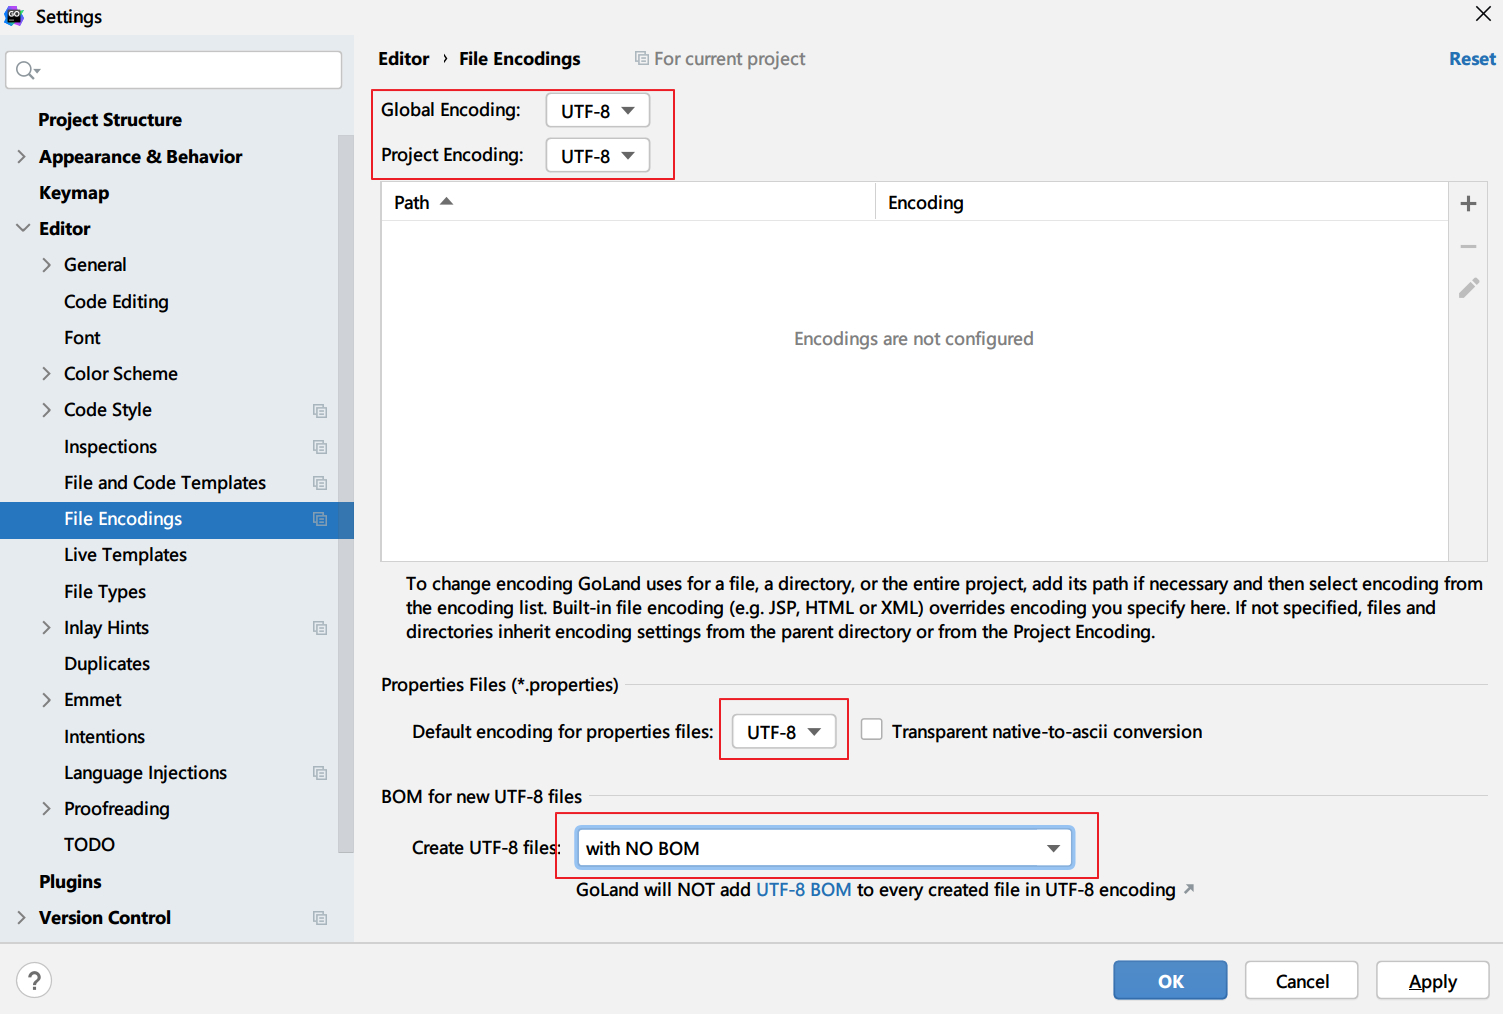 Settings
Editor › File Encodings
For current project
Reset
Project Structure
Appearance & Behavior
Keymap
Editor
General
Code Editing
Font
Color Scheme
Code Style
Inspections
File and Code Templates
File Encodings
Live Templates
File Types
Inlay Hints
Duplicates
Emmet
Intentions
Language Injections
Proofreading
TODO
Plugins
Version Control
Global Encoding: UTF-8
Project Encoding: UTF-8
Path Encoding
Encodings are not configured
To change encoding GoLand uses for a file, a directory, or the entire project, add its path if necessary and then select encoding from
the encoding list. Built-in file encoding (e.g. JSP, HTML or XML) overrides encoding you specify here. If not specified, files and
directories inherit encoding settings from the parent directory or from the Project Encoding.
Properties Files (*.properties)
Default encoding for properties files: UTF-8 Transparent native-to-ascii conversion
BOM for new UTF-8 files
Create UTF-8 files: with NO BOM
GoLand will NOT add UTF-8 BOM to every created file in UTF-8 encoding ↗
?
OK
Cancel
Apply